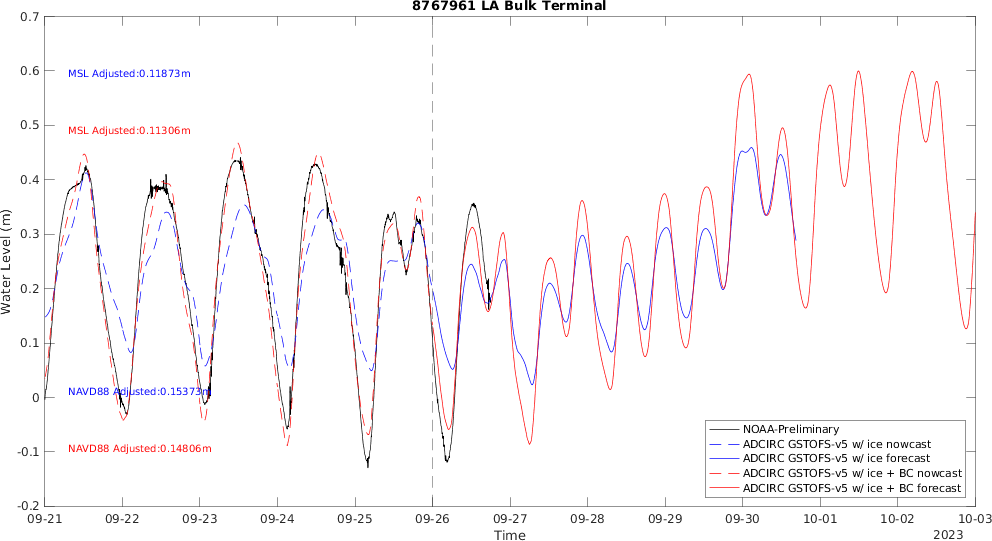 8767961 LA Bulk Terminal
0.7
0.6
0.5
0.4
0.3
0.2
0.1
0
-0.1
-0.2
Water Level (m)
MSL Adjusted:0.11873m
MSL Adjusted:0.11306m
NAVD88 Adjusted:0.15373m
NAVD88 Adjusted:0.14806m
NOAA-Preliminary
ADCIRC GSTOFS-v5 w/ ice nowcast
ADCIRC GSTOFS-v5 w/ ice forecast
ADCIRC GSTOFS-v5 w/ ice + BC nowcast
ADCIRC GSTOFS-v5 w/ ice + BC forecast
09-21 09-22 09-23 09-24 09-25 09-26 09-27 09-28 09-29 09-30 10-01 10-02 10-03
Time
2023